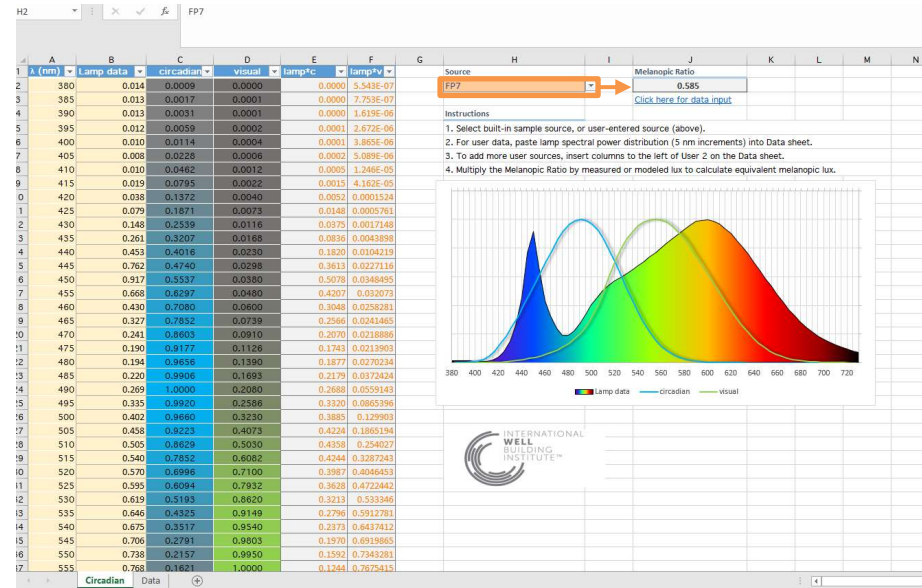 H2 FP7
A B C D E F G H I J K L M N
λ (nm) Lamp data circadian visual lamp*c lamp*v Source Melanopic Ratio
380 0.014 0.0009 0.0000 0.0000 5.543E-07 FP7 0.585
385 0.013 0.0017 0.0001 0.0000 7.753E-07 Click here for data input
390 0.013 0.0031 0.0001 0.0000 1.619E-06 Instructions
395 0.012 0.0059 0.0002 0.0001 2.672E-06 1. Select built-in sample source, or user-entered source (above).
400 0.010 0.0114 0.0004 0.0001 3.865E-06 2. For user data, paste lamp spectral power distribution (5 nm increments) into Data sheet.
405 0.008 0.0228 0.0006 0.0002 5.089E-06 3. To add more user sources, insert columns to the left of User 2 on the Data sheet.
410 0.010 0.0462 0.0012 0.0005 1.246E-05 4. Multiply the Melanopic Ratio by measured or modeled lux to calculate equivalent melanopic lux.
415 0.019 0.0795 0.0022 0.0015 4.162E-05
420 0.038 0.1372 0.0040 0.0052 0.0001524
425 0.079 0.1871 0.0073 0.0148 0.0005761
430 0.148 0.2539 0.0116 0.0375 0.0017148
435 0.261 0.3207 0.0168 0.0836 0.0043898
440 0.453 0.4016 0.0230 0.1820 0.0104219
445 0.762 0.4740 0.0298 0.3613 0.0227116
450 0.917 0.5537 0.0380 0.5078 0.0348495
455 0.668 0.6297 0.0480 0.4207 0.032073
460 0.430 0.7080 0.0600 0.3048 0.0258281
465 0.327 0.7852 0.0739 0.2566 0.0241465
470 0.241 0.8603 0.0910 0.2070 0.0218886
475 0.190 0.9177 0.1126 0.1743 0.0213903
480 0.194 0.9656 0.1390 0.1877 0.0270234
485 0.220 0.9906 0.1693 0.2179 0.0372424
380 400 420 440 460 480 500 520 540 560 580 600 620 640 660 680 700 720
490 0.269 1.0000 0.2080 0.2688 0.0559143
Lamp data circadian visual
495 0.335 0.9920 0.2586 0.3320 0.0865396
500 0.402 0.9660 0.3230 0.3885 0.129903
505 0.458 0.9223 0.4073 0.4224 0.1865194
510 0.505 0.8629 0.5030 0.4358 0.254027
515 0.540 0.7852 0.6082 0.4244 0.3287243
520 0.570 0.6996 0.7100 0.3987 0.4046453
525 0.595 0.6094 0.7932 0.3628 0.4722442
530 0.619 0.5193 0.8620 0.3213 0.533346
535 0.646 0.4325 0.9149 0.2796 0.5912781
540 0.675 0.3517 0.9540 0.2373 0.6437412
545 0.706 0.2791 0.9803 0.1970 0.6919865
550 0.738 0.2157 0.9950 0.1592 0.7343281
555 0.768 0.1621 1.0000 0.1244 0.7675415
INTERNATIONAL
WELL
BUILDING
INSTITUTE™
Circadian Data